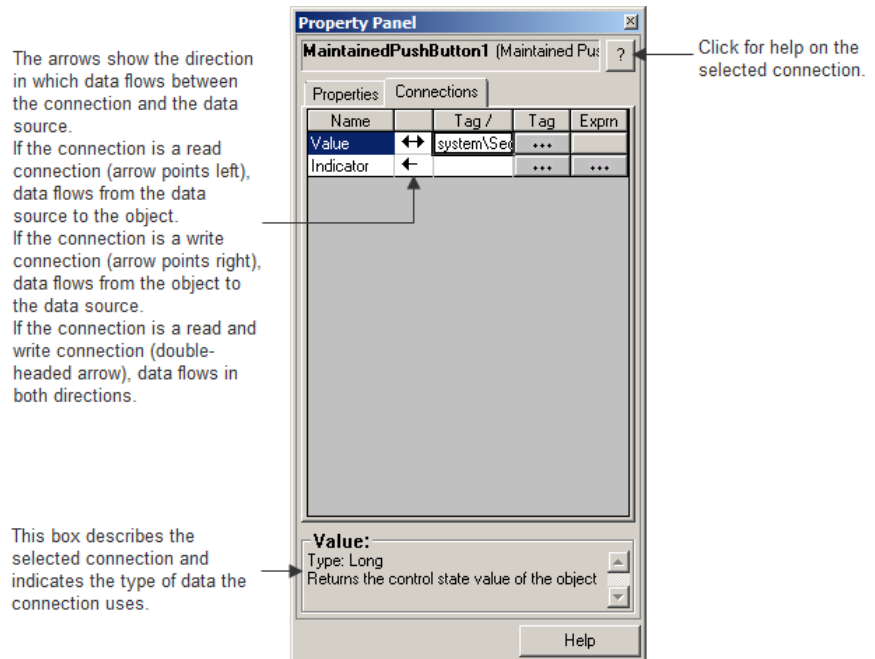 The arrows show the direction
in which data flows between
the connection and the data
source.
If the connection is a read
connection (arrow points left),
data flows from the data
source to the object.
If the connection is a write
connection (arrow points right),
data flows from the object to
the data source.
If the connection is a read and
write connection (double-
headed arrow), data flows in
both directions.
This box describes the
selected connection and
indicates the type of data the
connection uses.
Property Panel
MaintainedPushButton1 (Maintained Pus
?
Properties Connections
Name Tag / Tag Exprn
Value ↔ system\Sec ...
Indicator ← ... ...
Value:
Type: Long
Returns the control state value of the object
Help
Click for help on the
selected connection.